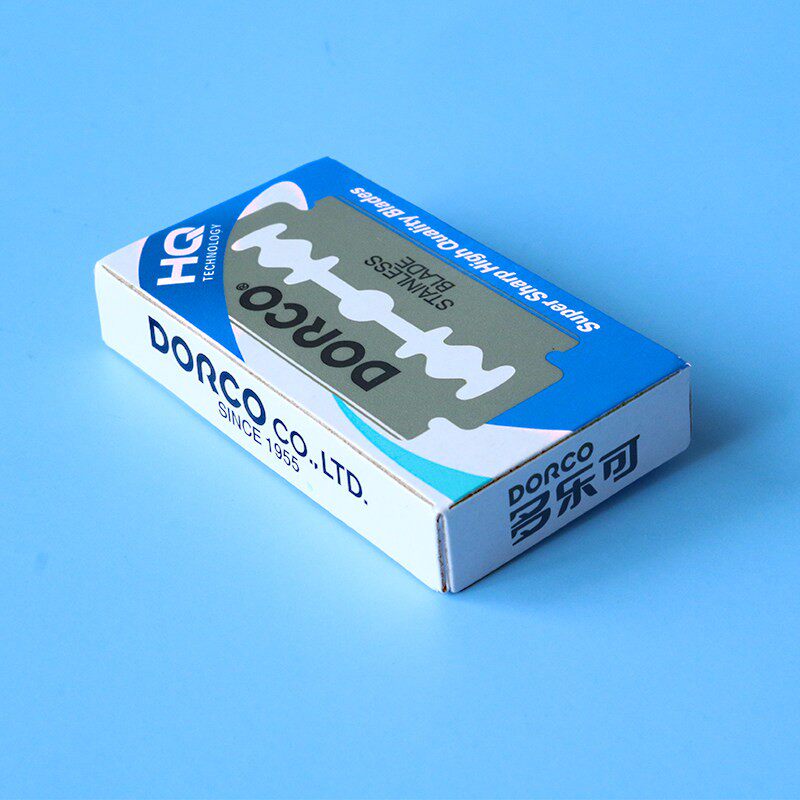 HQ
TECHNOLOGY
Super Sharp High Quality Blades
STAINLESS
BLADE
DORCO®
DORCO CO., LTD.
SINCE 1955
DORCO
多乐可